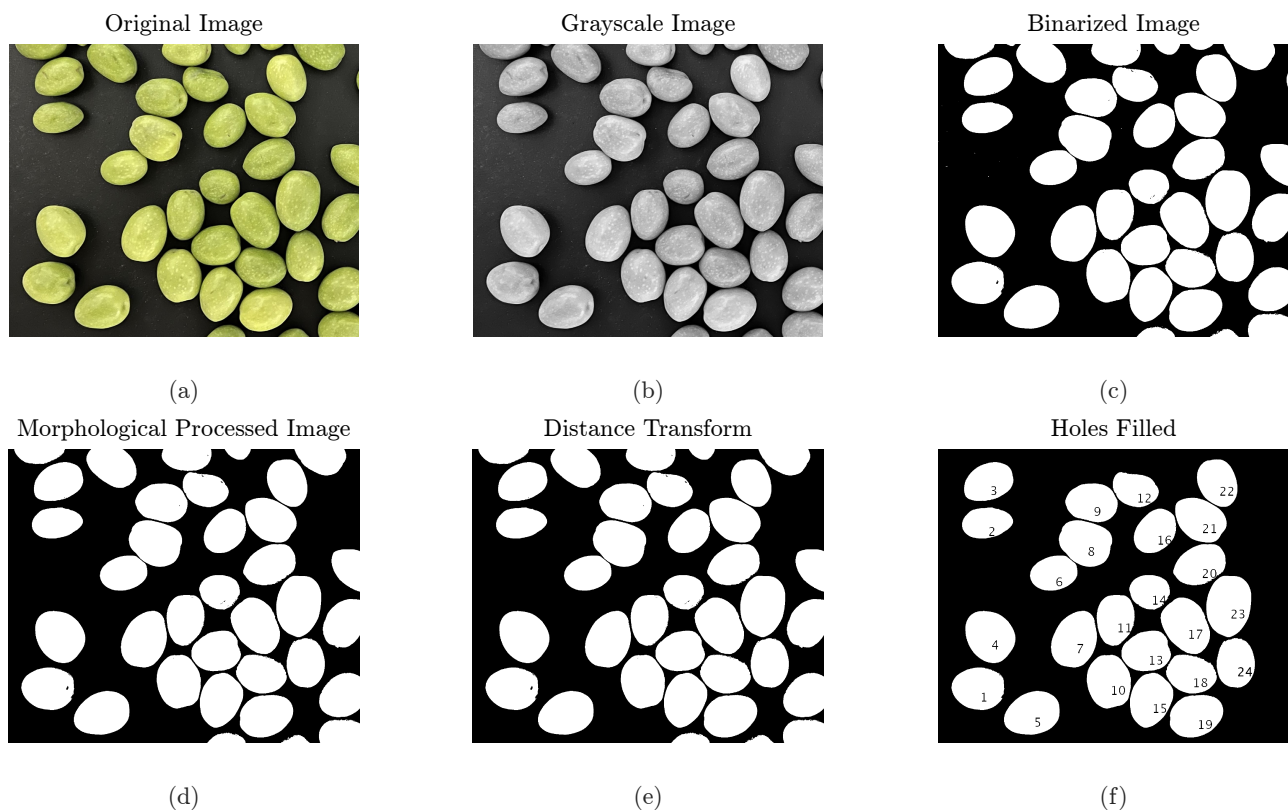 Original Image
Grayscale Image
Binarized Image
(a)
(b)
(c)
Morphological Processed Image
Distance Transform
Holes Filled
3
22
12
9
2
21
16
8
20
6
14
23
11
17
4
7
13
24
18
10
1
15
5
19
(d)
(e)
(f)